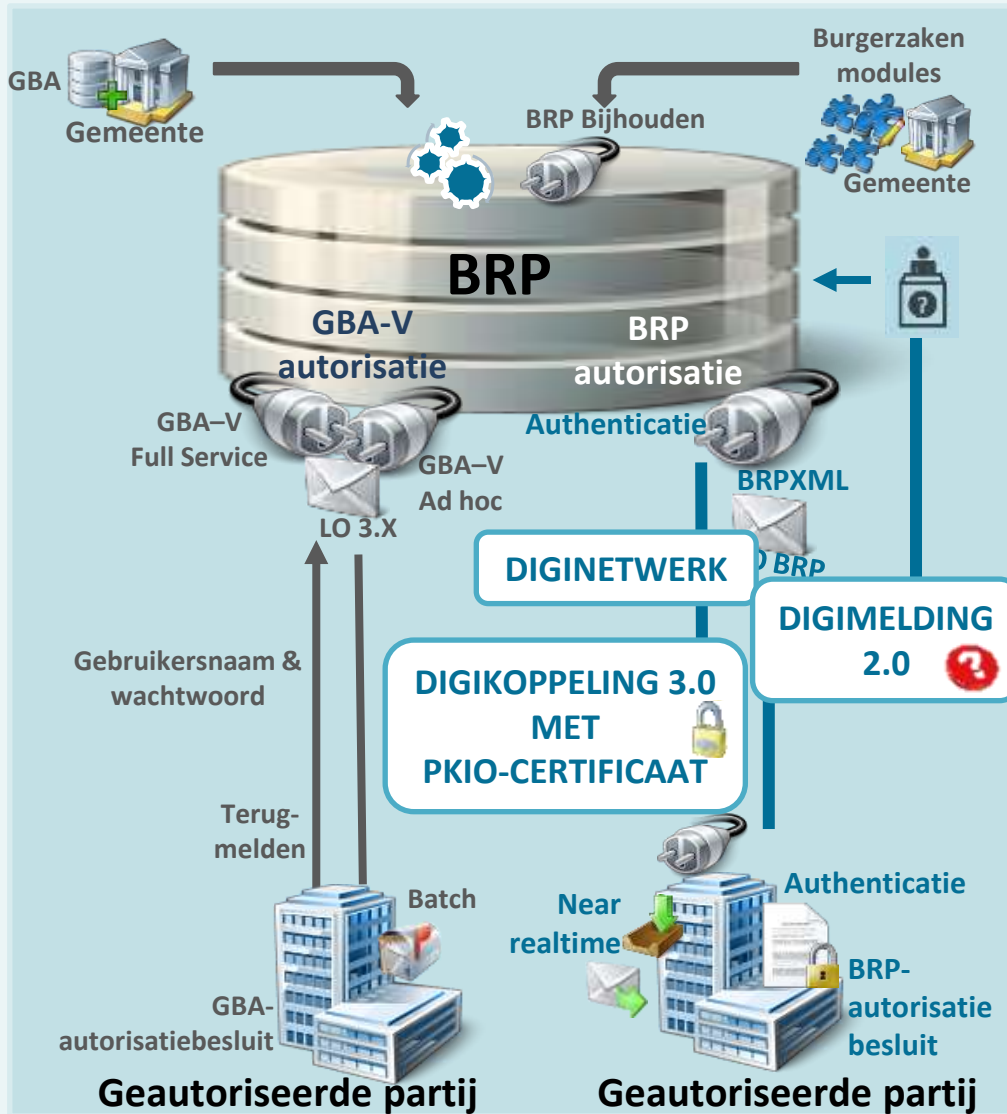 GBA
Gemeente
Burgerzaken
modules
Gemeente
BRP Bijhouden
BRP
GBA-V
autorisatie
BRP
autorisatie
GBA–V
Full Service
GBA–V
Ad hoc
LO 3.X
Authenticatie
BRPXML
BRP
DIGINETWERK
DIGIMELDING
2.0
Gebruikersnaam &
wachtwoord
DIGIKOPPELING 3.0
MET
PKIO-CERTIFICAAT
Terug-
melden
Batch
GBA-
autorisatiebesluit
Near
realtime
Authenticatie
BRP-
autorisatie
besluit
Geautoriseerde partij
Geautoriseerde partij